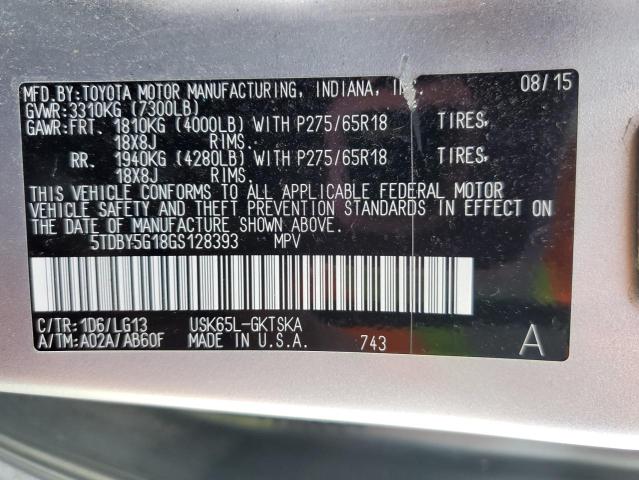 MFD.BY:TOYOTA MOTOR MANUFACTURING, INDIANA, 08/15
GVWR:3310KG (7300LB)
GAWR:FRT. 1810KG (4000LB) WITH P275/65R18 TIRES,
18X8J RIMS.
RR. 1940KG (4280LB) WITH P275/65R18 TIRES,
18X8J RIMS.
THIS VEHICLE CONFORMS TO ALL APPLICABLE FEDERAL MOTOR
VEHICLE SAFETY AND THEFT PREVENTION STANDARDS IN EFFECT ON
THE DATE OF MANUFACTURE SHOWN ABOVE.
5TDBY5G18GS128393 MPV
C/TR:1D6/LG13 USK65L-GKTSKA
A/TM:A02A/AB60F MADE IN U.S.A. 743 A